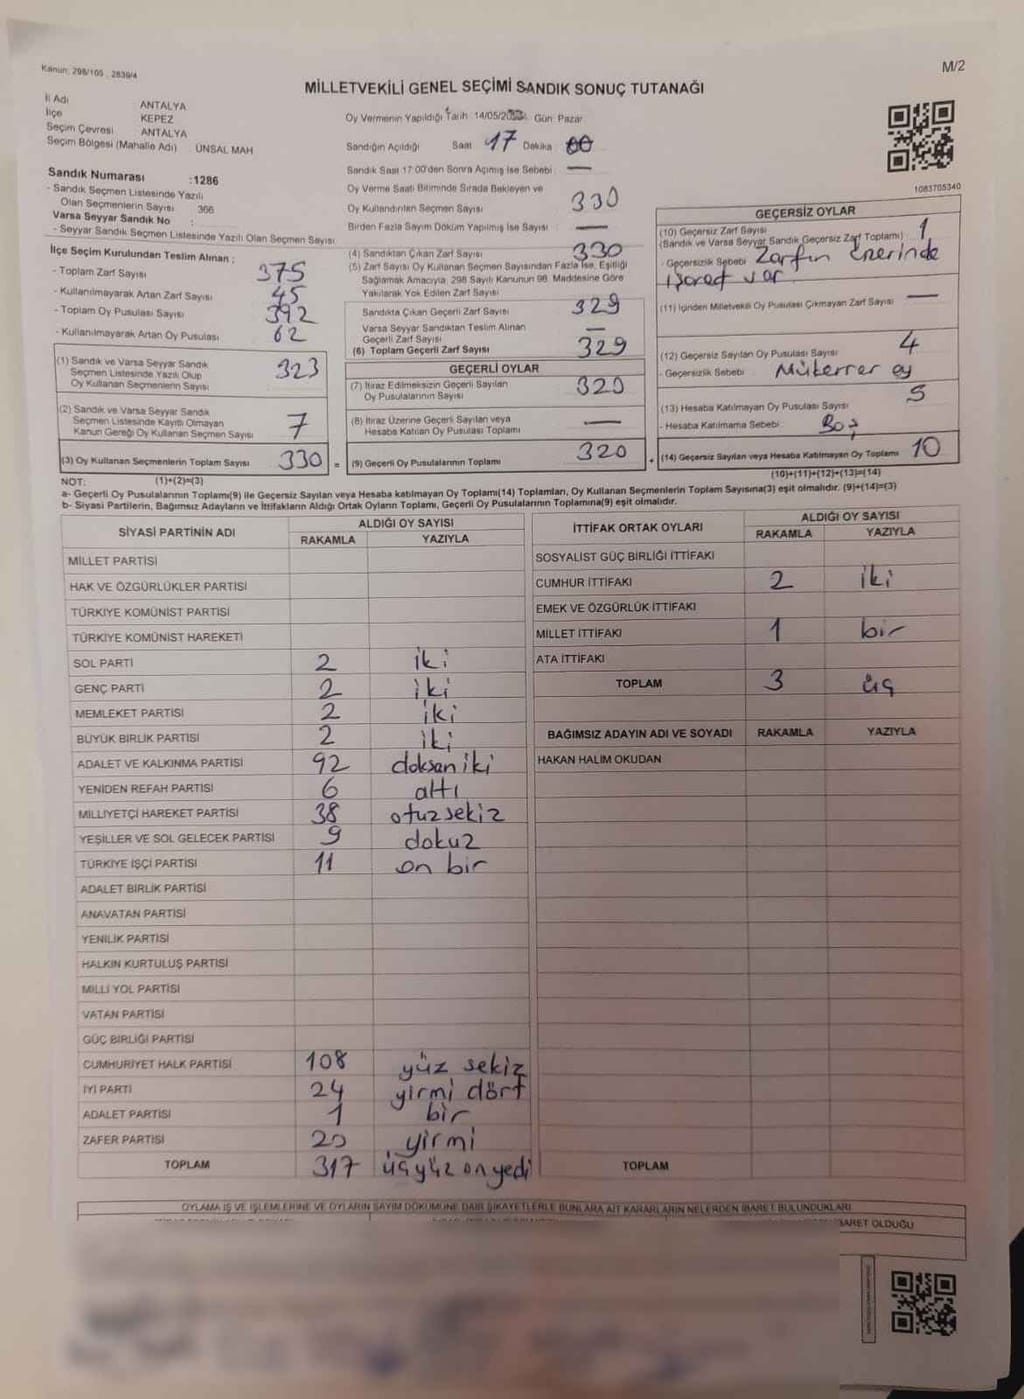 Kanun: 298/105 , 2839/4
M/2
MİLLETVEKİLİ GENEL SEÇİMİ SANDIK SONUÇ TUTANAĞI
İl Adı : ANTALYA
İlçe : KEPEZ
Seçim Çevresi : ANTALYA
Seçim Bölgesi (Mahalle Adı) : ÜNSAL MAH
Sandık Numarası :1286
- Sandık Seçmen Listesinde Yazılı
Olan Seçmenlerin Sayısı : 366
Varsa Seyyar Sandık No :
- Seyyar Sandık Seçmen Listesinde Yazılı Olan Seçmen Sayısı:
İlçe Seçim Kurulundan Teslim Alınan ;
- Toplam Zarf Sayısı : 375
- Kullanılmayarak Artan Zarf Sayısı : 45
- Toplam Oy Pusulası Sayısı : 392
- Kullanılmayarak Artan Oy Pusulası : 62
(1) Sandık ve Varsa Seyyar Sandık
Seçmen Listesinde Yazılı Olup
Oy Kullanan Seçmenlerin Sayısı : 323
(2) Sandık ve Varsa Seyyar Sandık
Seçmen Listesinde Kayıtlı Olmayan
Kanun Gereği Oy Kullanan Seçmen Sayısı : 7
(3) Oy Kullanan Seçmenlerin Toplam Sayısı : 330 =
(1)+(2)=(3)
Oy Vermenin Yapıldığı Tarih: 14/05/ Gün: Pazar
Sandığın Açıldığı Saat: 17 Dakika: 00
Sandık Saat 17:00'den Sonra Açımış İse Sebebi : —
Oy Verme Saati Bitiminde Sırada Bekleyen ve
Oy Kullandırılan Seçmen Sayısı : 330
Birden Fazla Sayım Döküm Yapılmış İse Sayısı : —
(4) Sandıktan Çıkan Zarf Sayısı : 330
(5) Zarf Sayısı Oy Kullanan Seçmen Sayısından Fazla İse, Eşitliği
Sağlamak Amacıyla, 298 Sayılı Kanunun 98. Maddesine Göre
Yakılarak Yok Edilen Zarf Sayısı :
Sandıkta Çıkan Geçerli Zarf Sayısı : 329
Varsa Seyyar Sandıktan Teslim Alınan
Geçerli Zarf Sayısı : —
(6) Toplam Geçerli Zarf Sayısı : 329
GEÇERLİ OYLAR
(7) İtiraz Edilmeksizin Geçerli Sayılan
Oy Pusulalarının Sayısı : 320
(8) İtiraz Üzerine Geçerli Sayılan veya
Hesaba Katılan Oy Pusulası Toplamı : —
(9) Geçerli Oy Pusulalarının Toplamı : 320 +
1083705340
GEÇERSİZ OYLAR
(10) Geçersiz Zarf Sayısı
(Sandık ve Varsa Seyyar Sandık Geçersiz Zarf Toplamı) : 1
- Geçersizlik Sebebi : Zarfın üzerinde
işaret var
(11) İçinden Milletvekili Oy Pusulası Çıkmayan Zarf Sayısı : —
(12) Geçersiz Sayılan Oy Pusulası Sayısı : 4
- Geçersizlik Sebebi : Mükerrer oy
(13) Hesaba Katılmayan Oy Pusulası Sayısı : 5
- Hesaba Katılmama Sebebi : Boş
(14) Geçersiz Sayılan veya Hesaba Katılmayan Oy Toplamı : 10
(10)+(11)+(12)+(13)=(14)
NOT:
a- Geçerli Oy Pusulalarının Toplamı(9) ile Geçersiz Sayılan veya Hesaba katılmayan Oy Toplamı(14) Toplamları, Oy Kullanan Seçmenlerin Toplam Sayısına(3) eşit olmalıdır. (9)+(14)=(3)
b- Siyasi Partilerin, Bağımsız Adayların ve İttifakların Aldığı Ortak Oyların Toplamı, Geçerli Oy Pusulalarının Toplamına(9) eşit olmalıdır.
SİYASİ PARTİNİN ADI ALDIĞI OY SAYISI
RAKAMLA YAZIYLA
MİLLET PARTİSİ
HAK VE ÖZGÜRLÜKLER PARTİSİ
TÜRKİYE KOMÜNİST PARTİSİ
TÜRKİYE KOMÜNİST HAREKETİ
SOL PARTİ 2 iki
GENÇ PARTİ 2 iki
MEMLEKET PARTİSİ 2 iki
BÜYÜK BİRLİK PARTİSİ 2 iki
ADALET VE KALKINMA PARTİSİ 92 doksan iki
YENİDEN REFAH PARTİSİ 6 altı
MİLLİYETÇİ HAREKET PARTİSİ 38 otuz sekiz
YEŞİLLER VE SOL GELECEK PARTİSİ 9 dokuz
TÜRKİYE İŞÇİ PARTİSİ 11 on bir
ADALET BİRLİK PARTİSİ
ANAVATAN PARTİSİ
YENİLİK PARTİSİ
HALKIN KURTULUŞ PARTİSİ
MİLLİ YOL PARTİSİ
VATAN PARTİSİ
GÜÇ BİRLİĞİ PARTİSİ
CUMHURİYET HALK PARTİSİ 108 yüz sekiz
İYİ PARTİ 24 yirmi dört
ADALET PARTİSİ 1 bir
ZAFER PARTİSİ 20 yirmi
TOPLAM 317 üçyüz onyedi
İTTİFAK ORTAK OYLARI ALDIĞI OY SAYISI
RAKAMLA YAZIYLA
SOSYALİST GÜÇ BİRLİĞİ İTTİFAKI
CUMHUR İTTİFAKI 2 iki
EMEK VE ÖZGÜRLÜK İTTİFAKI
MİLLET İTTİFAKI 1 bir
ATA İTTİFAKI
TOPLAM 3 üç
BAĞIMSIZ ADAYIN ADI VE SOYADI RAKAMLA YAZIYLA
HAKAN HALİM OKUDAN
TOPLAM
OYLAMA İŞ VE İŞLEMLERİNE VE OYLARIN SAYIM DÖKÜMÜNE DAİR ŞİKAYETLERLE BUNLARA AİT KARARLARIN NELERDEN İBARET BULUNDUKLARI
OLDUĞU